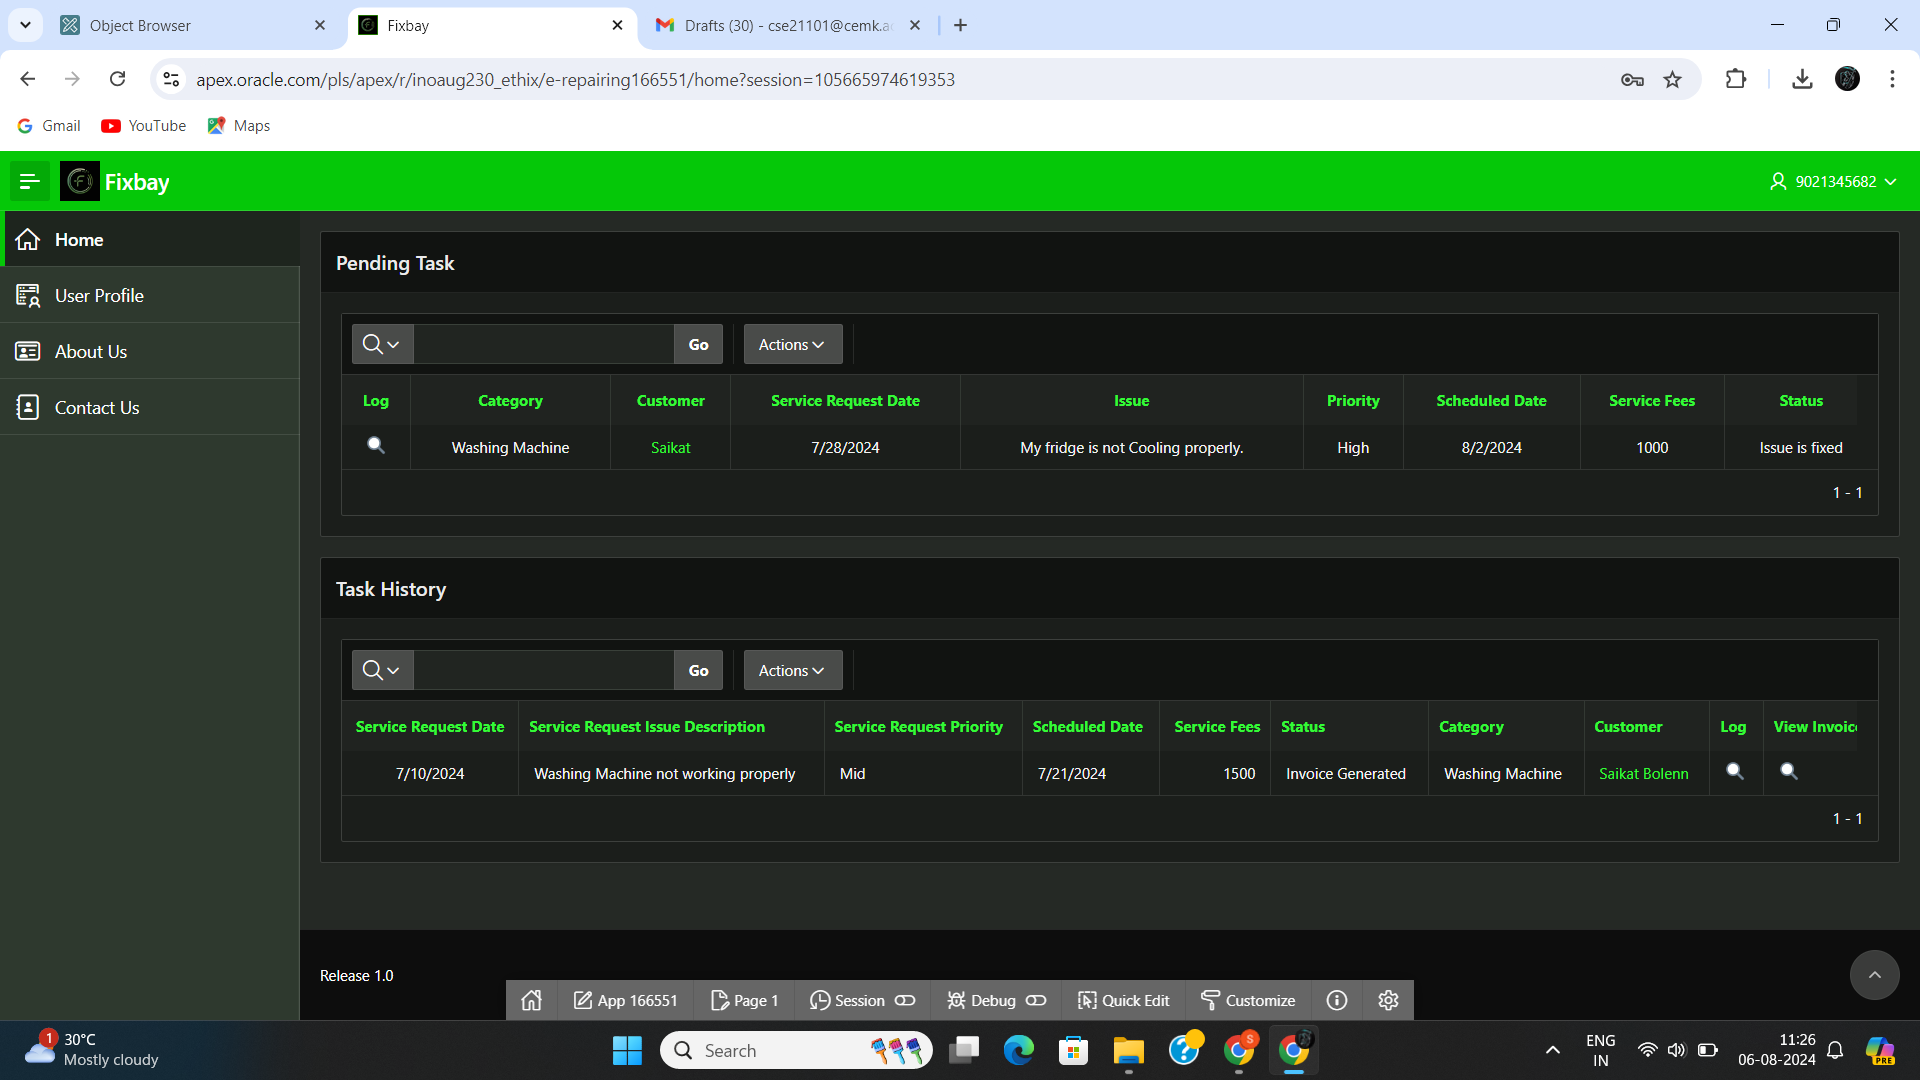 Object Browser
Fixbay
Drafts (30) - cse21101@cemk.a
apex.oracle.com/pls/apex/r/inoaug230_ethix/e-repairing166551/home?session=105665974619353
Gmail YouTube Maps
Fixbay
9021345682
Home
User Profile
About Us
Contact Us
Pending Task
Go Actions
Log Category Customer Service Request Date Issue Priority Scheduled Date Service Fees Status
Washing Machine Saikat 7/28/2024 My fridge is not Cooling properly. High 8/2/2024 1000 Issue is fixed
1 - 1
Task History
Go Actions
Service Request Date Service Request Issue Description Service Request Priority Scheduled Date Service Fees Status Category Customer Log View Invoic
7/10/2024 Washing Machine not working properly Mid 7/21/2024 1500 Invoice Generated Washing Machine Saikat Bolenn
1 - 1
Release 1.0
App 166551 Page 1 Session Debug Quick Edit Customize
1
30°C
Mostly cloudy
Search
S
PRE
ENG
IN
11:26
06-08-2024